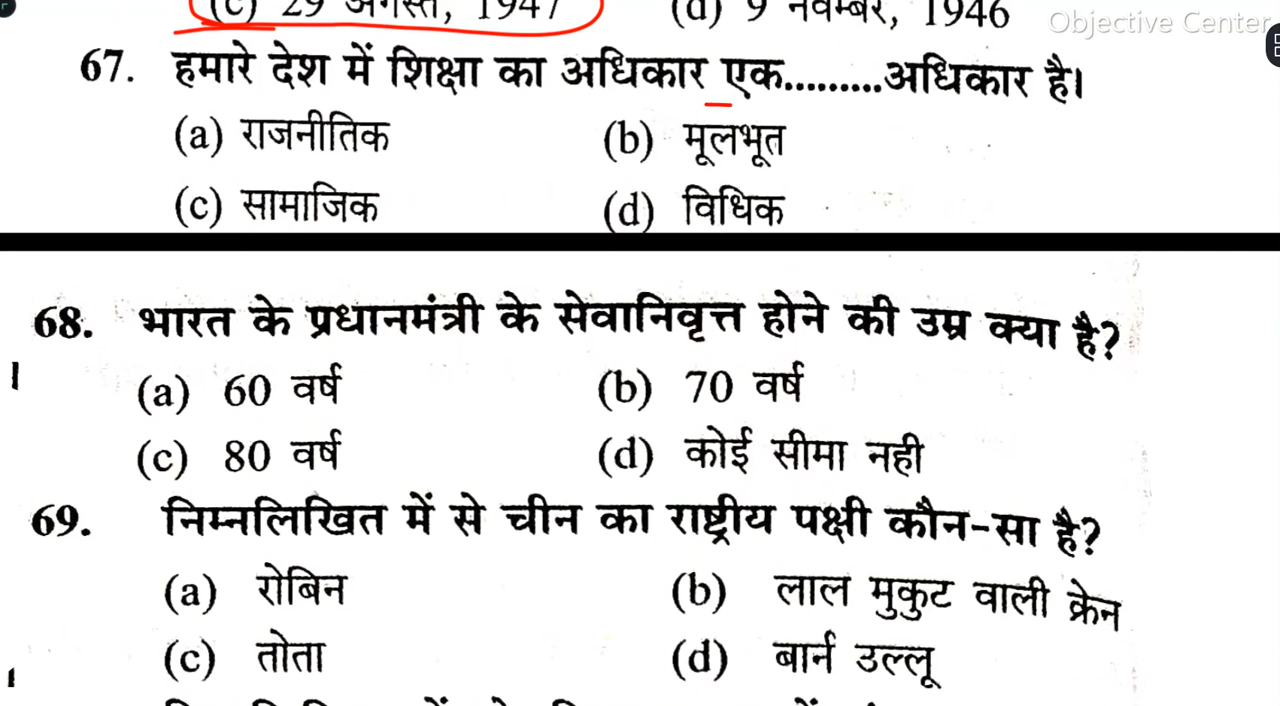 (c) 29 अगस्त, 1947 (d) 9 नवम्बर, 1946 Objective Center
67. हमारे देश में शिक्षा का अधिकार एक.........अधिकार है।
(a) राजनीतिक (b) मूलभूत
(c) सामाजिक (d) विधिक
68. भारत के प्रधानमंत्री के सेवानिवृत्त होने की उम्र क्या है?
(a) 60 वर्ष (b) 70 वर्ष
(c) 80 वर्ष (d) कोई सीमा नही
69. निम्नलिखित में से चीन का राष्ट्रीय पक्षी कौन-सा है?
(a) रोबिन (b) लाल मुकुट वाली क्रेन
(c) तोता (d) बार्न उल्लू